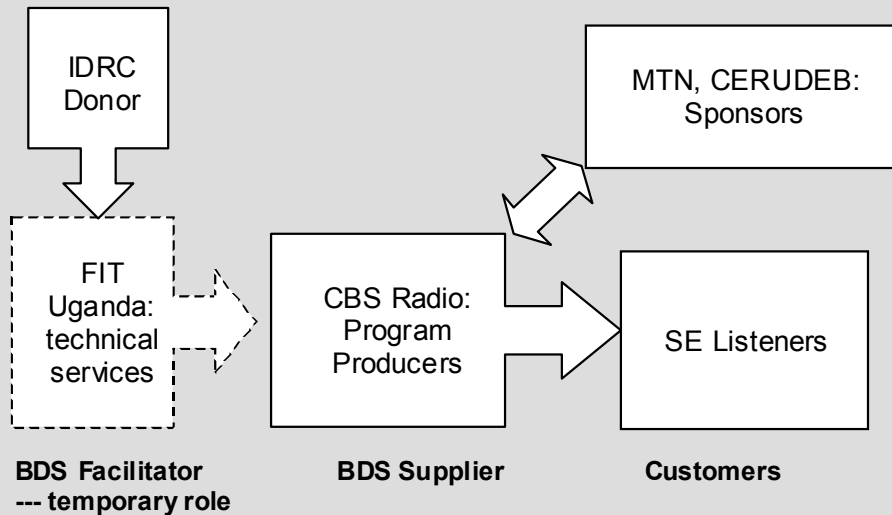 IDRC
Donor
MTN, CERUDEB:
Sponsors
FIT
Uganda:
technical
services
CBS Radio:
Program
Producers
SE Listeners
BDS Facilitator
--- temporary role
BDS Supplier
Customers